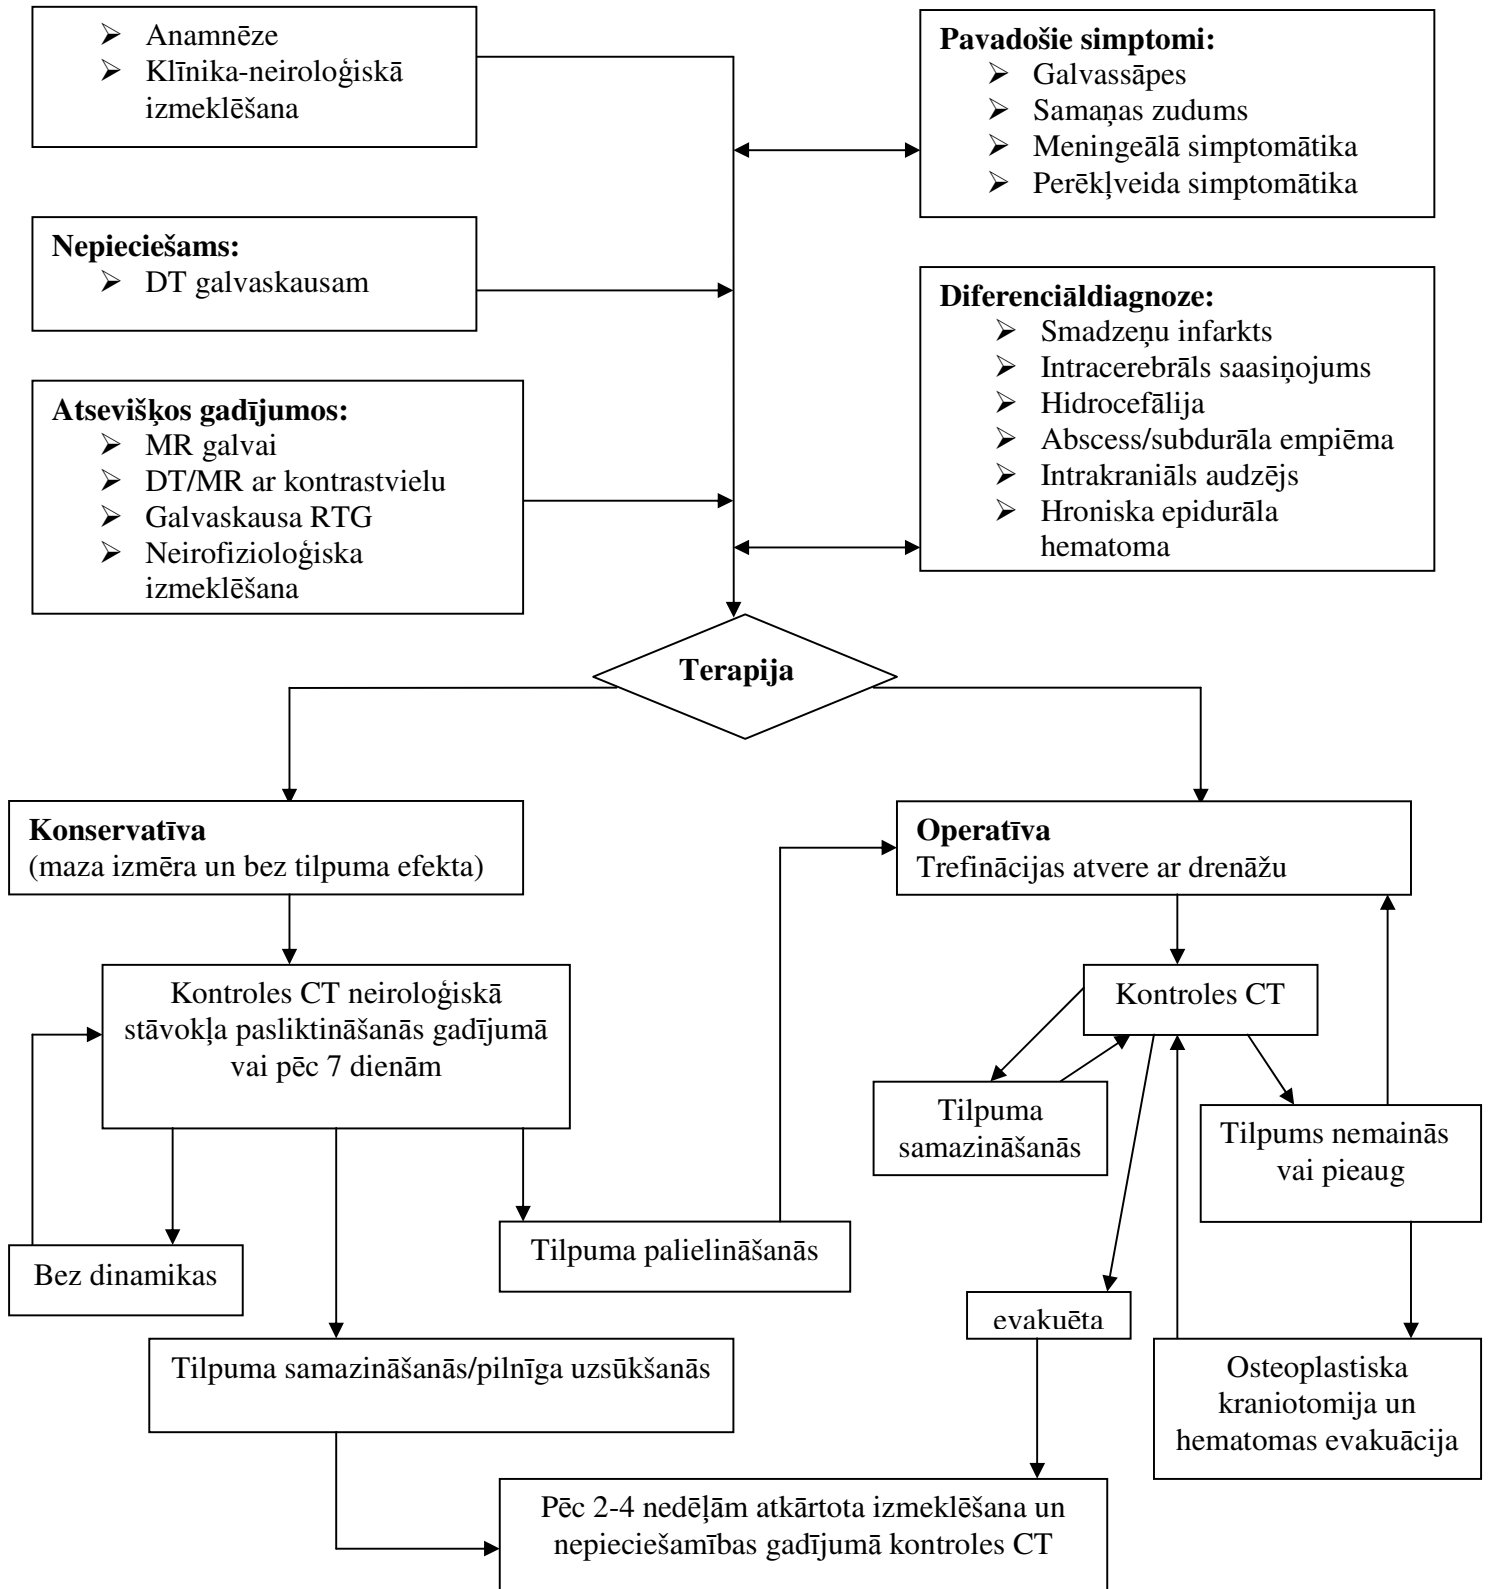 Anamnēze
Klīnika-neiroloģiskā
izmeklēšana
Pavadošie simptomi:
Galvassāpes
Samaņas zudums
Meningeālā simptomātika
Perēkļveida simptomātika
Nepieciešams:
DT galvaskausam
Diferenciāldiagnoze:
Smadzeņu infarkts
Intracerebrāls saasiņojums
Hidrocefālija
Abscess/subdurāla empiēma
Intrakraniāls audzējs
Hroniska epidurāla
hematoma
Atsevišķos gadījumos:
MR galvai
DT/MR ar kontrastvielu
Galvaskausa RTG
Neirofizioloģiska
izmeklēšana
Terapija
Konservatīva
(maza izmēra un bez tilpuma efekta)
Operatīva
Trefinācijas atvere ar drenāžu
Kontroles CT neiroloģiskā
stāvokļa pasliktināšanās gadījumā
vai pēc 7 dienām
Kontroles CT
Tilpuma
samazināšanās
Tilpums nemainās
vai pieaug
Bez dinamikas
Tilpuma palielināšanās
evakuēta
Tilpuma samazināšanās/pilnīga uzsūkšanās
Osteoplastiska
kraniotomija un
hematomas evakuācija
Pēc 2-4 nedēļām atkārtota izmeklēšana un
nepieciešamības gadījumā kontroles CT